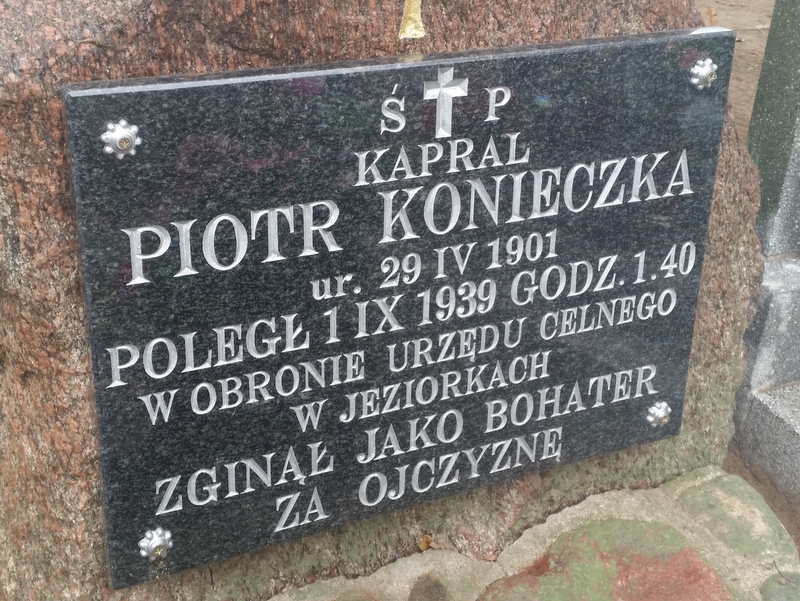 Ś P
KAPRAL
PIOTR KONIECZKA
ur. 29 IV 1901
POLEGŁ 1 IX 1939 GODZ. 1.40
W OBRONIE URZĘDU CELNEGO
W JEZIORKACH
ZGINĄŁ JAKO BOHATER
ZA OJCZYZNĘ